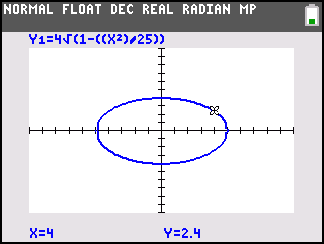 NORMAL FLOAT DEC REAL RADIAN MP
Y₁=4√(1-((X²)/25))
X=4 Y=2.4